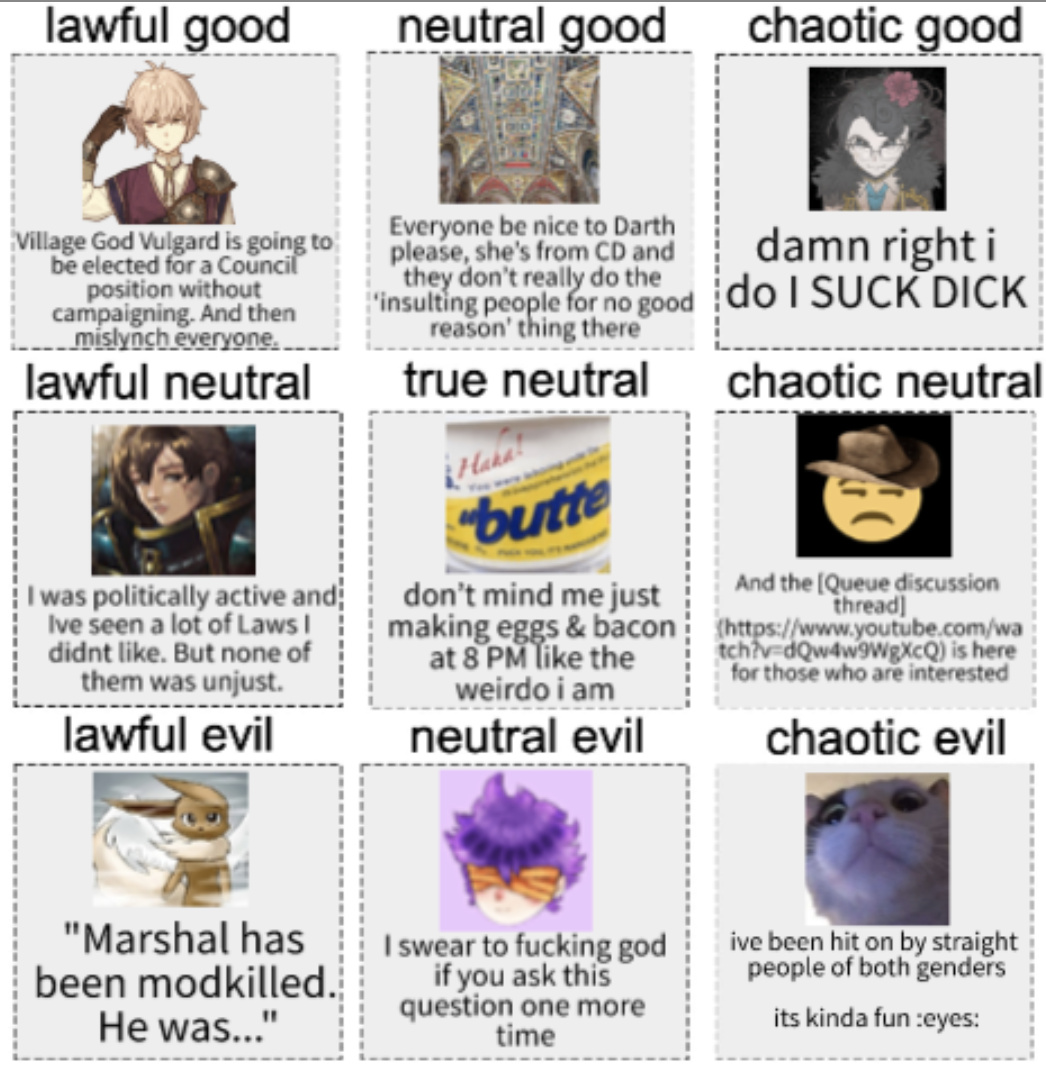 lawful good
neutral good
chaotic good
Village God Vulgard is going to
be elected for a Council
position without
campaigning. And then
mislynch everyone.
Everyone be nice to Darth
please, she's from CD and
they don't really do the
'insulting people for no good
reason' thing there
damn right i
do I SUCK DICK
lawful neutral
true neutral
chaotic neutral
I was politically active and
Ive seen a lot of Laws I
didnt like. But none of
them was unjust.
Haha!
"butte
don't mind me just
making eggs & bacon
at 8 PM like the
weirdo i am
And the [Queue discussion
thread]
(https://www.youtube.com/wa
tch?v=dQw4w9WgXcQ) is here
for those who are interested
lawful evil
neutral evil
chaotic evil
"Marshal has
been modkilled.
He was..."
I swear to fucking god
if you ask this
question one more
time
ive been hit on by straight
people of both genders
its kinda fun :eyes: